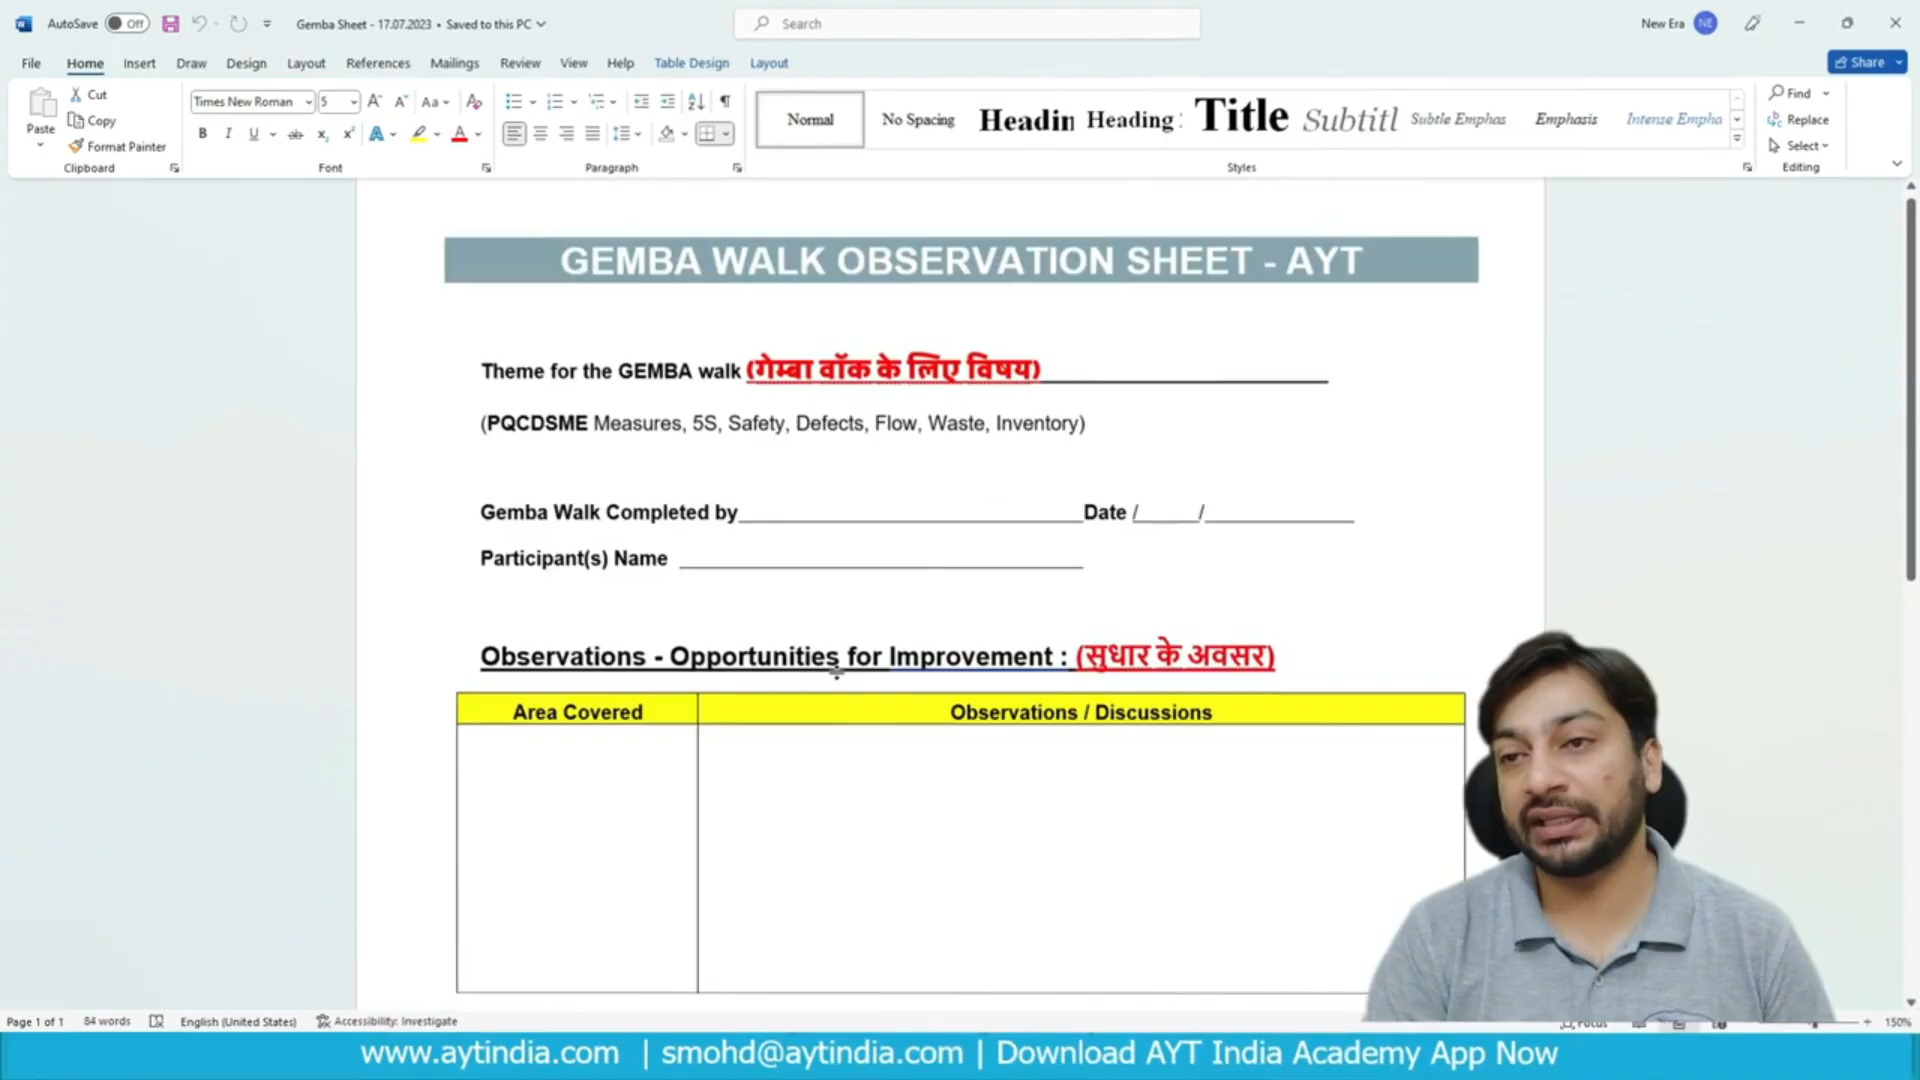 AutoSave Off Gemba Sheet - 17.07.2023 • Saved to this PC Search New Era NE
File Home Insert Draw Design Layout References Mailings Review View Help Table Design Layout Share
Paste Cut Copy Format Painter Clipboard
Times New Roman 5 Aa Font
Paragraph
Normal No Spacing Headin Heading Title Subtitl Subtle Emphas Emphasis Intense Empha Styles
Find Replace Select Editing
GEMBA WALK OBSERVATION SHEET - AYT
Theme for the GEMBA walk (गेम्बा वॉक के लिए विषय)
(PQCDSME Measures, 5S, Safety, Defects, Flow, Waste, Inventory)
Gemba Walk Completed by Date / /
Participant(s) Name
Observations - Opportunities for Improvement : (सुधार के अवसर)
Area Covered Observations / Discussions
Page 1 of 1 84 words English (United States) Accessibility: Investigate 150%
www.aytindia.com | smohd@aytindia.com | Download AYT India Academy App Now